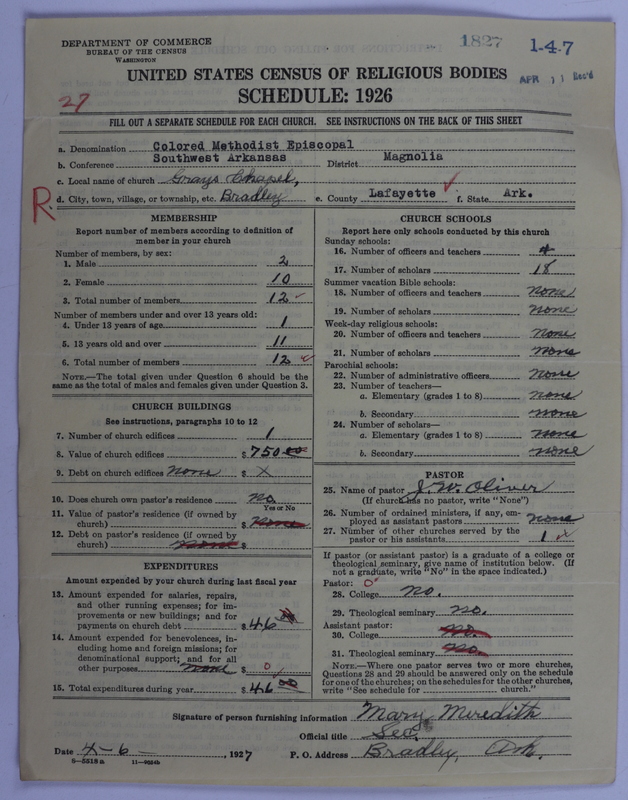 DEPARTMENT OF COMMERCE
BUREAU OF THE CENSUS
WASHINGTON
1827
1-4-7
APR 11 Rec'd
UNITED STATES CENSUS OF RELIGIOUS BODIES
SCHEDULE: 1926
27
FILL OUT A SEPARATE SCHEDULE FOR EACH CHURCH. SEE INSTRUCTIONS ON THE BACK OF THIS SHEET
a. Denomination Colored Methodist Episcopal
b. Conference Southwest Arkansas District Magnolia
c. Local name of church Grays Chapel,
R.
d. City, town, village, or township, etc. Bradley e. County Lafayette f. State Ark.
MEMBERSHIP
Report number of members according to definition of
member in your church
Number of members, by sex:
1. Male 2
2. Female 10
3. Total number of members 12
Number of members under and over 13 years old:
4. Under 13 years of age 1
5. 13 years old and over 11
6. Total number of members 12
NOTE.—The total given under Question 6 should be the
same as the total of males and females given under Question 3.
CHURCH BUILDINGS
See instructions, paragraphs 10 to 12
7. Number of church edifices 1
8. Value of church edifices $ 750 00
9. Debt on church edifices None $ X
10. Does church own pastor's residence no
Yes or No
11. Value of pastor's residence (if owned by
church) $ None
12. Debt on pastor's residence (if owned by
church) None $
EXPENDITURES
Amount expended by your church during last fiscal year
13. Amount expended for salaries, repairs,
and other running expenses; for im-
provements or new buildings; and for
payments on church debt $ 46 00
14. Amount expended for benevolences, in-
cluding home and foreign missions; for
denominational support; and for all
other purposes None $ 0
15. Total expenditures during year $ 46 00
CHURCH SCHOOLS
Report here only schools conducted by this church
Sunday schools:
16. Number of officers and teachers 4
17. Number of scholars 18
Summer vacation Bible schools:
18. Number of officers and teachers None
19. Number of scholars None
Week-day religious schools:
20. Number of officers and teachers None
21. Number of scholars None
Parochial schools:
22. Number of administrative officers None
23. Number of teachers—
a. Elementary (grades 1 to 8) None
b. Secondary None
24. Number of scholars—
a. Elementary (grades 1 to 8) None
b. Secondary None
PASTOR
25. Name of pastor J. W. Oliver
(If church has no pastor, write "None")
26. Number of ordained ministers, if any, em-
ployed as assistant pastors None
27. Number of other churches served by the
pastor or his assistants 1
If pastor (or assistant pastor) is a graduate of a college or
theological seminary, give name of institution below. (If
not a graduate, write "No" in the space indicated.)
Pastor: 0
28. College no.
29. Theological seminary no.
Assistant pastor:
30. College no.
31. Theological seminary no.
NOTE.—Where one pastor serves two or more churches,
Questions 28 and 29 should be answered only on the schedule
for one of the churches; on the schedules for the other churches,
write "See schedule for church."
Signature of person furnishing information Mary Meredith
Official title Sec.
Date 4-6-, 1927 P. O. Address Bradley, Ark.
8—5518 a 11—9864b